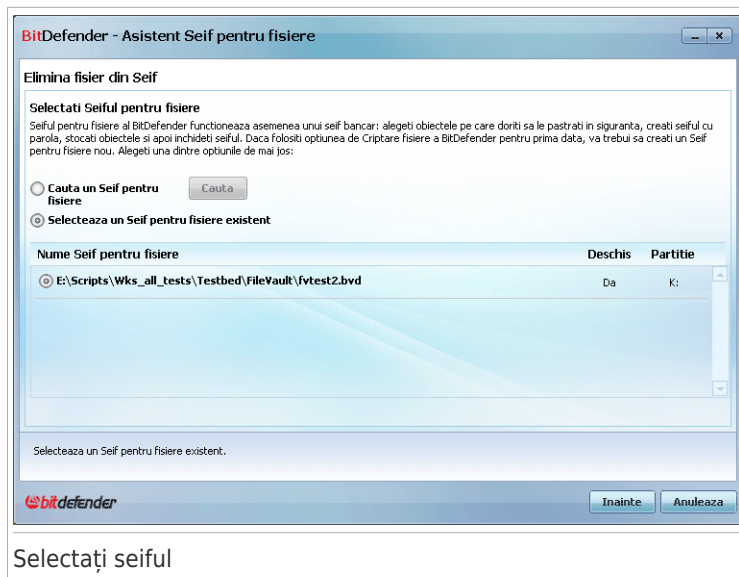 BitDefender - Asistent Seif pentru fisiere
Elimina fisier din Seif
Selectati Seiful pentru fisiere
Seiful pentru fisiere al BitDefender functioneaza asemenea unui seif bancar: alegeti obiectele pe care doriti sa le pastrati in siguranta, creati seiful cu
parola, stocati obiectele si apoi inchideti seiful. Daca folositi optiunea de Criptare fisiere a BitDefender pentru prima data, va trebui sa creati un Seif
pentru fisiere nou. Alegeti una dintre optiunile de mai jos:
Cauta un Seif pentru
fisiere
Cauta
Selecteaza un Seif pentru fisiere existent
Nume Seif pentru fisiere Deschis Partitie
E:\Scripts\Wks_all_tests\Testbed\FileVault\fvtest2.bvd Da K:
Selecteaza un Seif pentru fisiere existent.
bitdefender
Inainte Anuleaza
Selectați seiful